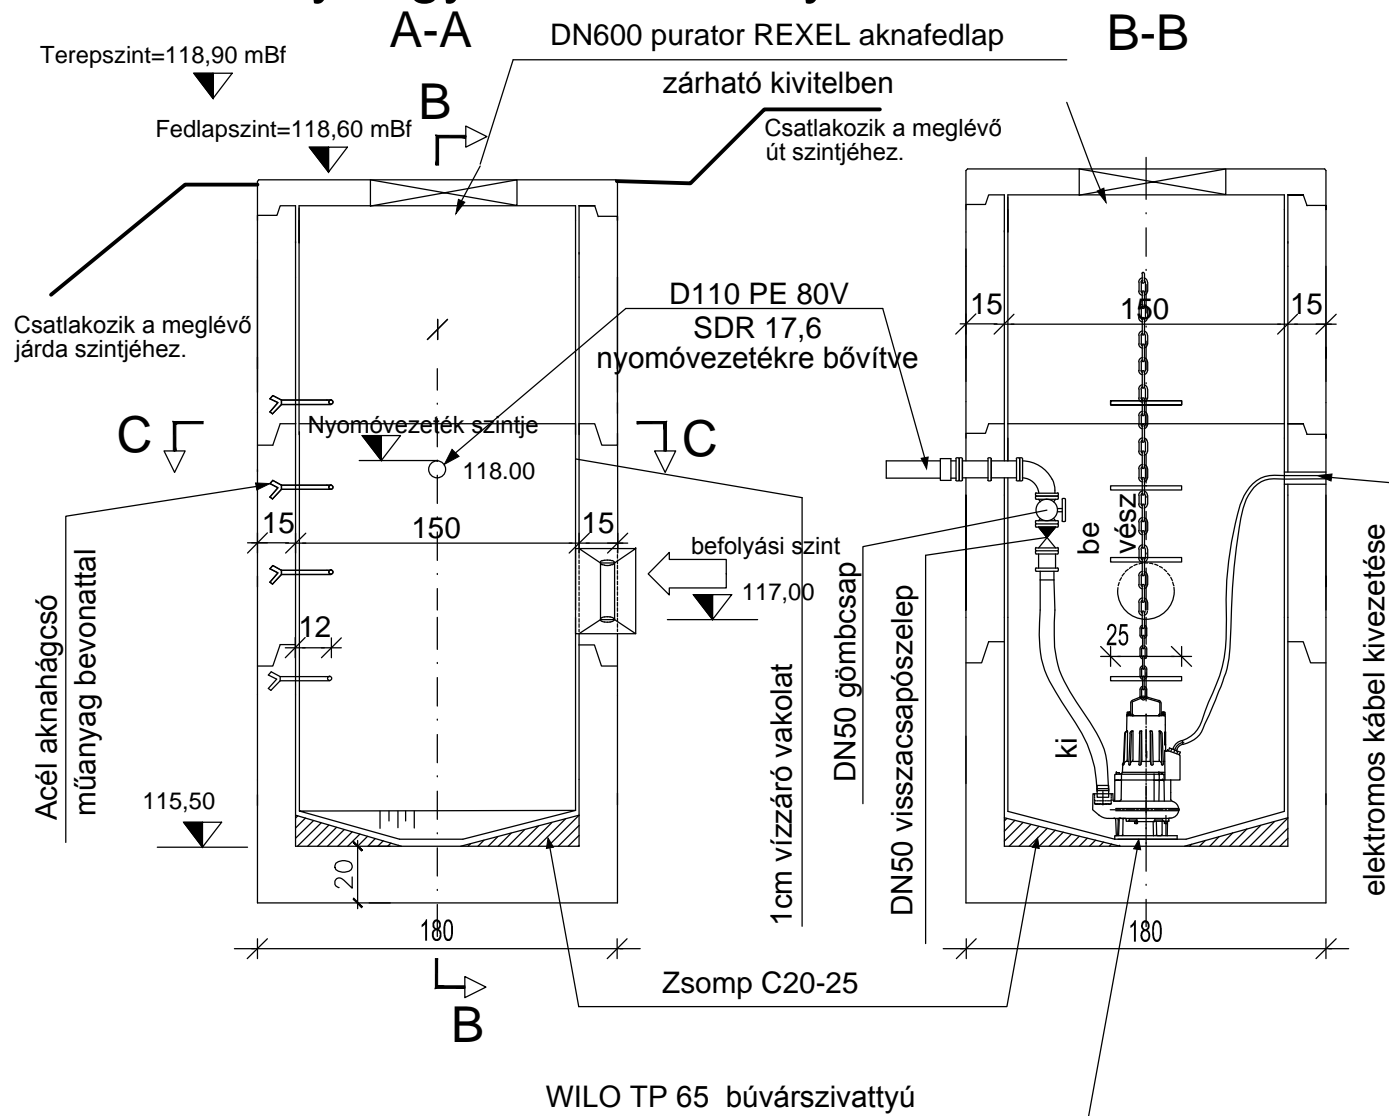 A-A
DN600 purator REXEL aknafedlap
zárható kivitelben
B-B
Terepszint=118,90 mBf
Fedlapszint=118,60 mBf
B
Csatlakozik a meglévő
út szintjéhez.
Csatlakozik a meglévő
járda szintjéhez.
D110 PE 80V
SDR 17,6
nyomóvezetékre bővítve
15
150
15
C
Nyomóvezeték szintje
118.00
C
15
150
15
befolyási szint
117,00
12
25
be
vész
ki
Acél aknahágcsó
műanyag bevonattal
1cm vízzáró vakolat
DN50 gömbcsap
DN50 visszacsapószelep
elektromos kábel kivezetése
115,50
20
180
180
Zsomp C20-25
B
WILO TP 65 búvárszivattyú